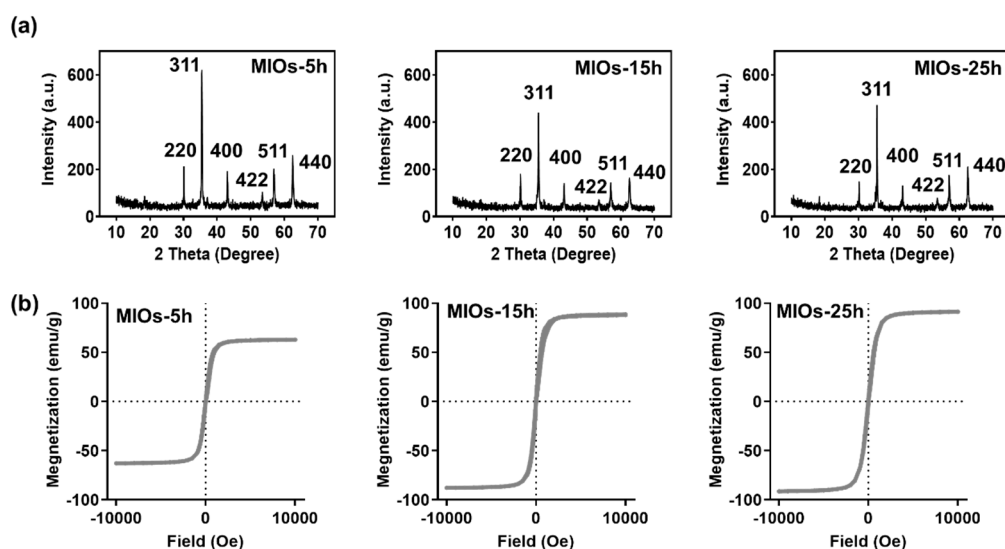 (a)
600
400
200
0
Intensity (a.u.)
311
MIOs-5h
220
400
422
511
440
10 20 30 40 50 60 70
2 Theta (Degree)
600
400
200
0
Intensity (a.u.)
MIOs-15h
311
220
400
422
511
440
10 20 30 40 50 60 70
2 Theta (Degree)
600
400
200
0
Intensity (a.u.)
MIOs-25h
311
220
400
422
511
440
10 20 30 40 50 60 70
2 Theta (Degree)
(b)
100
50
0
-50
-100
Megnetization (emu/g)
MIOs-5h
-10000 0 10000
Field (Oe)
100
50
0
-50
-100
Megnetization (emu/g)
MIOs-15h
-10000 0 10000
Field (Oe)
100
50
0
-50
-100
Megnetization (emu/g)
MIOs-25h
-10000 0 10000
Field (Oe)